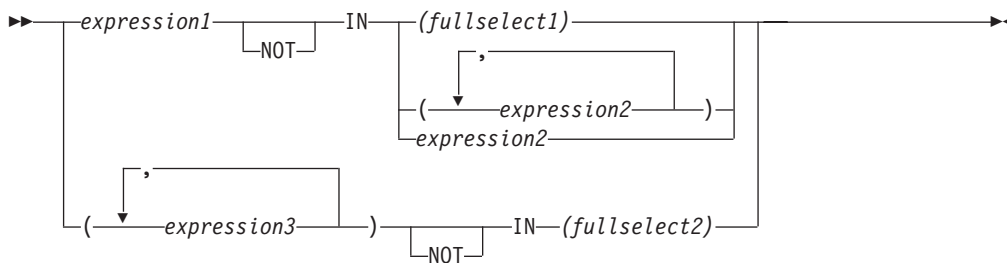 expression1 IN (fullselect1)
NOT
,
( expression2 )
expression2
,
( expression3 ) IN (fullselect2)
NOT